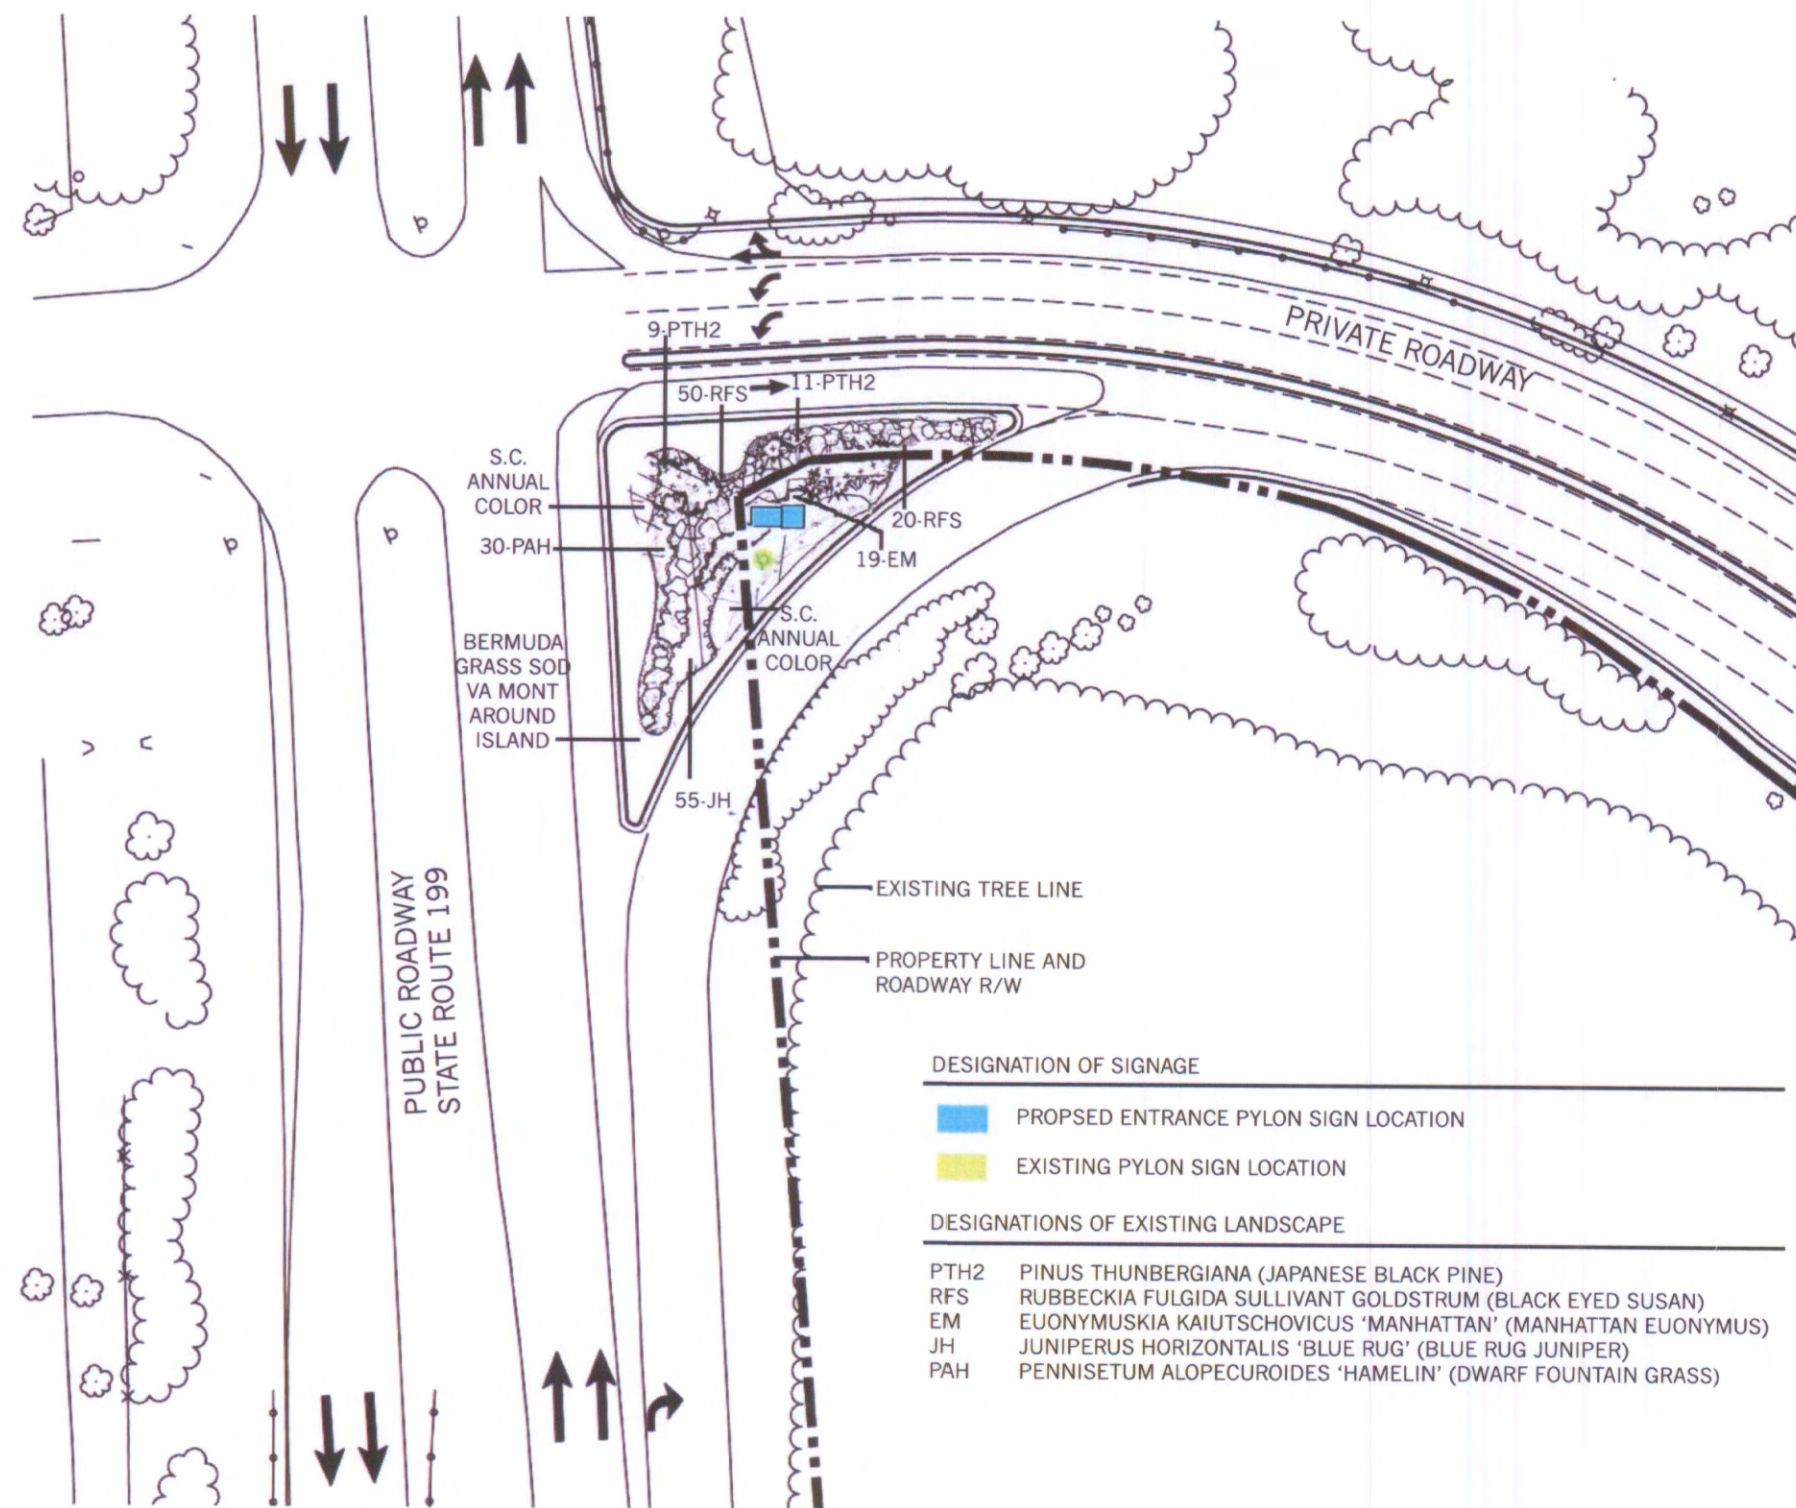 PRIVATE ROADWAY
9-PTH2
50-RFS
11-PTH2
S.C.
ANNUAL
COLOR
20-RFS
30-PAH
19-EM
S.C.
ANNUAL
COLOR
BERMUDA
GRASS SOD
VA MONT
AROUND
ISLAND
55-JH
PUBLIC ROADWAY
STATE ROUTE 199
EXISTING TREE LINE
PROPERTY LINE AND
ROADWAY R/W
DESIGNATION OF SIGNAGE
PROPSED ENTRANCE PYLON SIGN LOCATION
EXISTING PYLON SIGN LOCATION
DESIGNATIONS OF EXISTING LANDSCAPE
PTH2 PINUS THUNBERGIANA (JAPANESE BLACK PINE)
RFS RUBBECKIA FULGIDA SULLIVANT GOLDSTRUM (BLACK EYED SUSAN)
EM EUONYMUSKIA KAIUTSCHOVICUS ‘MANHATTAN’ (MANHATTAN EUONYMUS)
JH JUNIPERUS HORIZONTALIS ‘BLUE RUG’ (BLUE RUG JUNIPER)
PAH PENNISETUM ALOPECUROIDES ‘HAMELIN’ (DWARF FOUNTAIN GRASS)